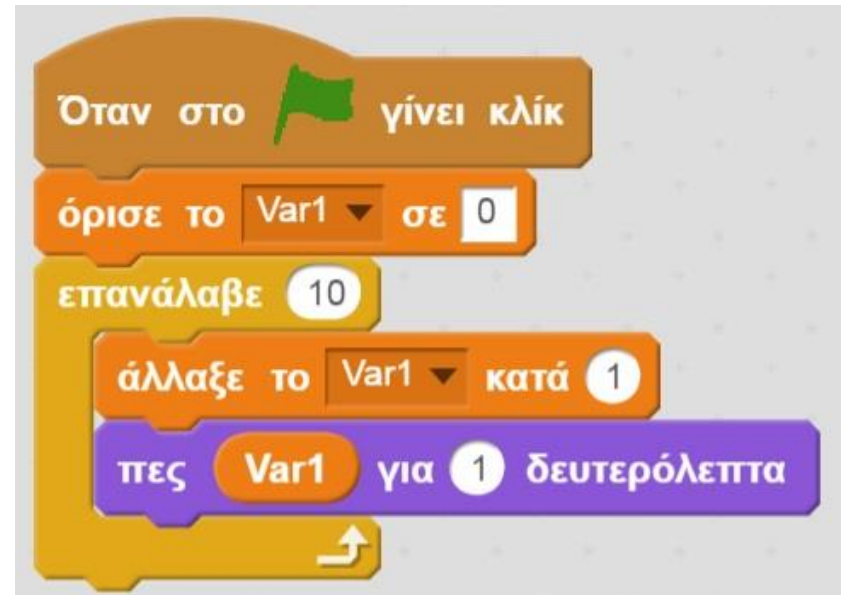 Όταν στο γίνει κλίκ
όρισε το Var1 σε 0
επανάλαβε 10
άλλαξε το Var1 κατά 1
πες Var1 για 1 δευτερόλεπτα